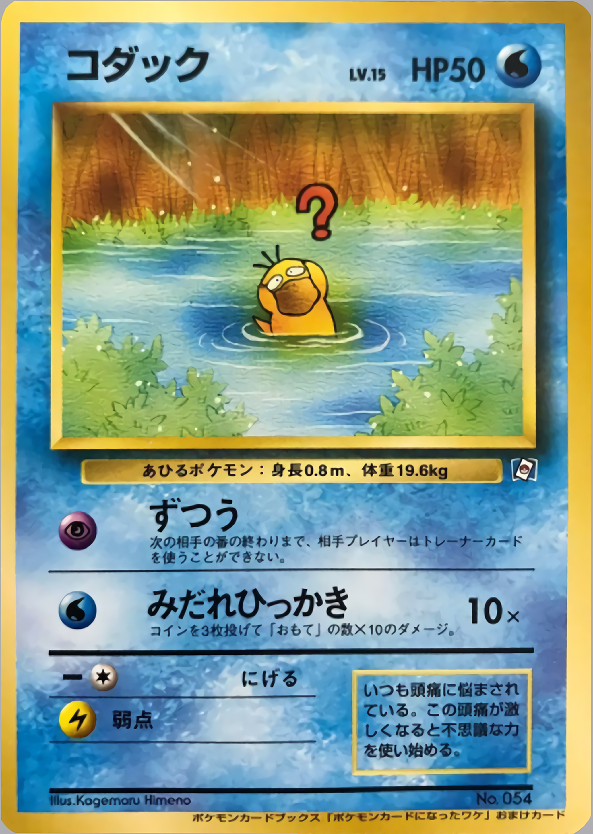 コダック LV.15 HP50
?
あひるポケモン：身長0.8m、体重19.6kg
ずつう
次の相手の番の終わりまで、相手プレイヤーはトレーナーカード
を使うことができない。
みだれひっかき 10×
コインを3枚投げて「おもて」の数×10のダメージ。
ー にげる
弱点
いつも頭痛に悩まされ
ている。この頭痛が激
しくなると不思議な力
を使い始める。
Illus.Kagemaru Himeno No. 054
ポケモンカードブックス「ポケモンカードになったワケ」おまけカード